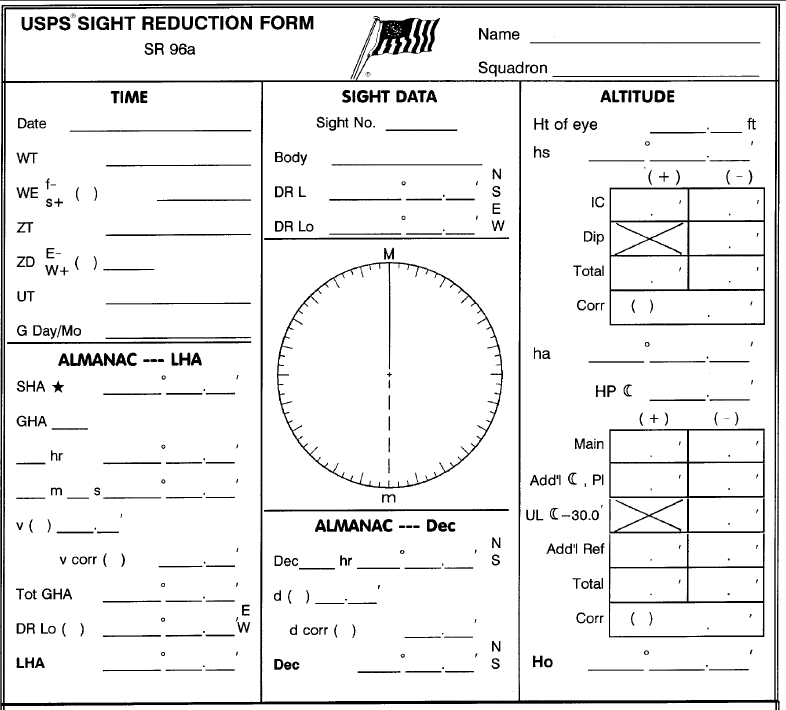 USPS® SIGHT REDUCTION FORM
SR 96a
®
Name
Squadron
TIME
Date
WT
WE f- s+ ( )
ZT
ZD E- W+ ( )
UT
G Day/Mo
ALMANAC --- LHA
SHA ★ ° . ′
GHA
hr ° . ′
m s ° . ′
v ( ) . ′
v corr ( ) . ′
Tot GHA ° . ′
DR Lo ( ) ° . ′ E W
LHA ° . ′
SIGHT DATA
Sight No.
Body
DR L ° . ′ N S
DR Lo ° . ′ E W
M
m
ALMANAC --- Dec
Dec hr ° . ′ N S
d ( ) . ′
d corr ( ) . ′
Dec ° . ′ N S
ALTITUDE
Ht of eye . ft
hs ° . ′
(+) (-)
IC . ′ . ′
Dip . ′
Total . ′ . ′
Corr ( ) . ′
ha ° . ′
HP ☾ . ′
(+) (-)
Main . ′ . ′
Add'l ☾, Pl . ′ . ′
UL ☾-30.0′ . ′
Add'l Ref . ′ . ′
Total . ′ . ′
Corr ( ) . ′
Ho ° . ′